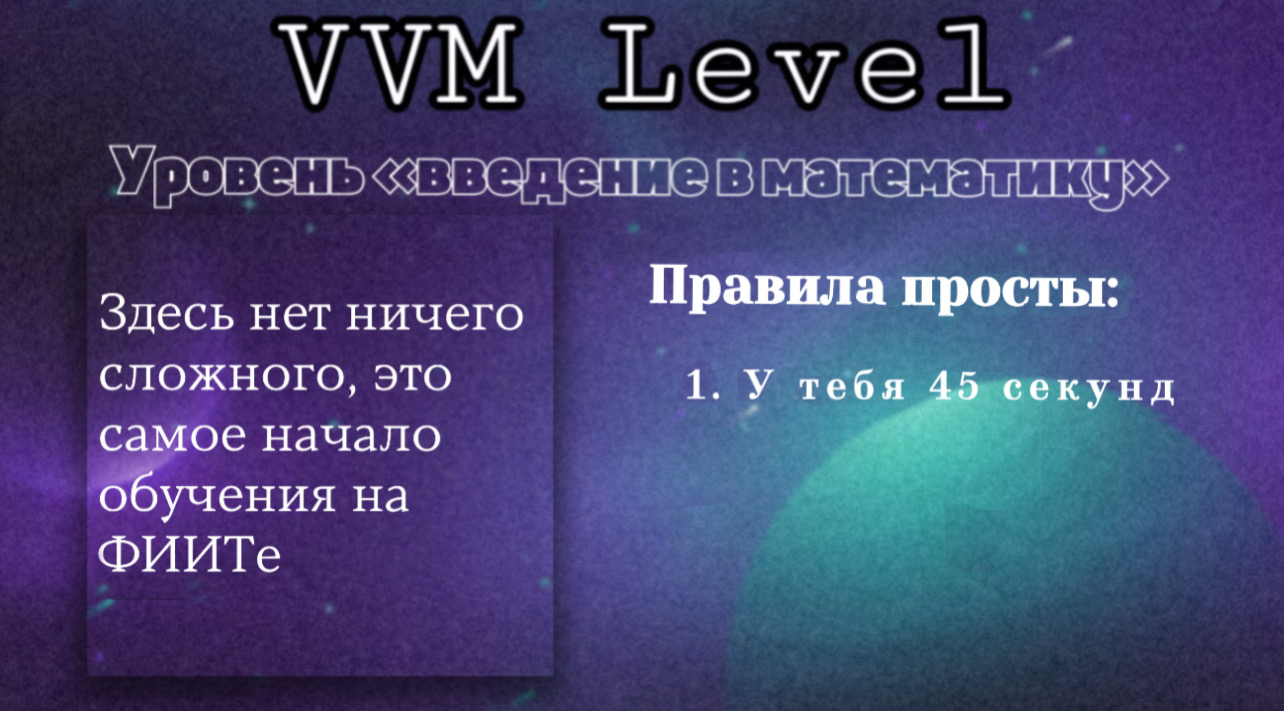 VVM Level
Уровень «введение в математику»
Здесь нет ничего
сложного, это
самое начало
обучения на
ФИИТе
Правила просты:
1. У тебя 45 секунд